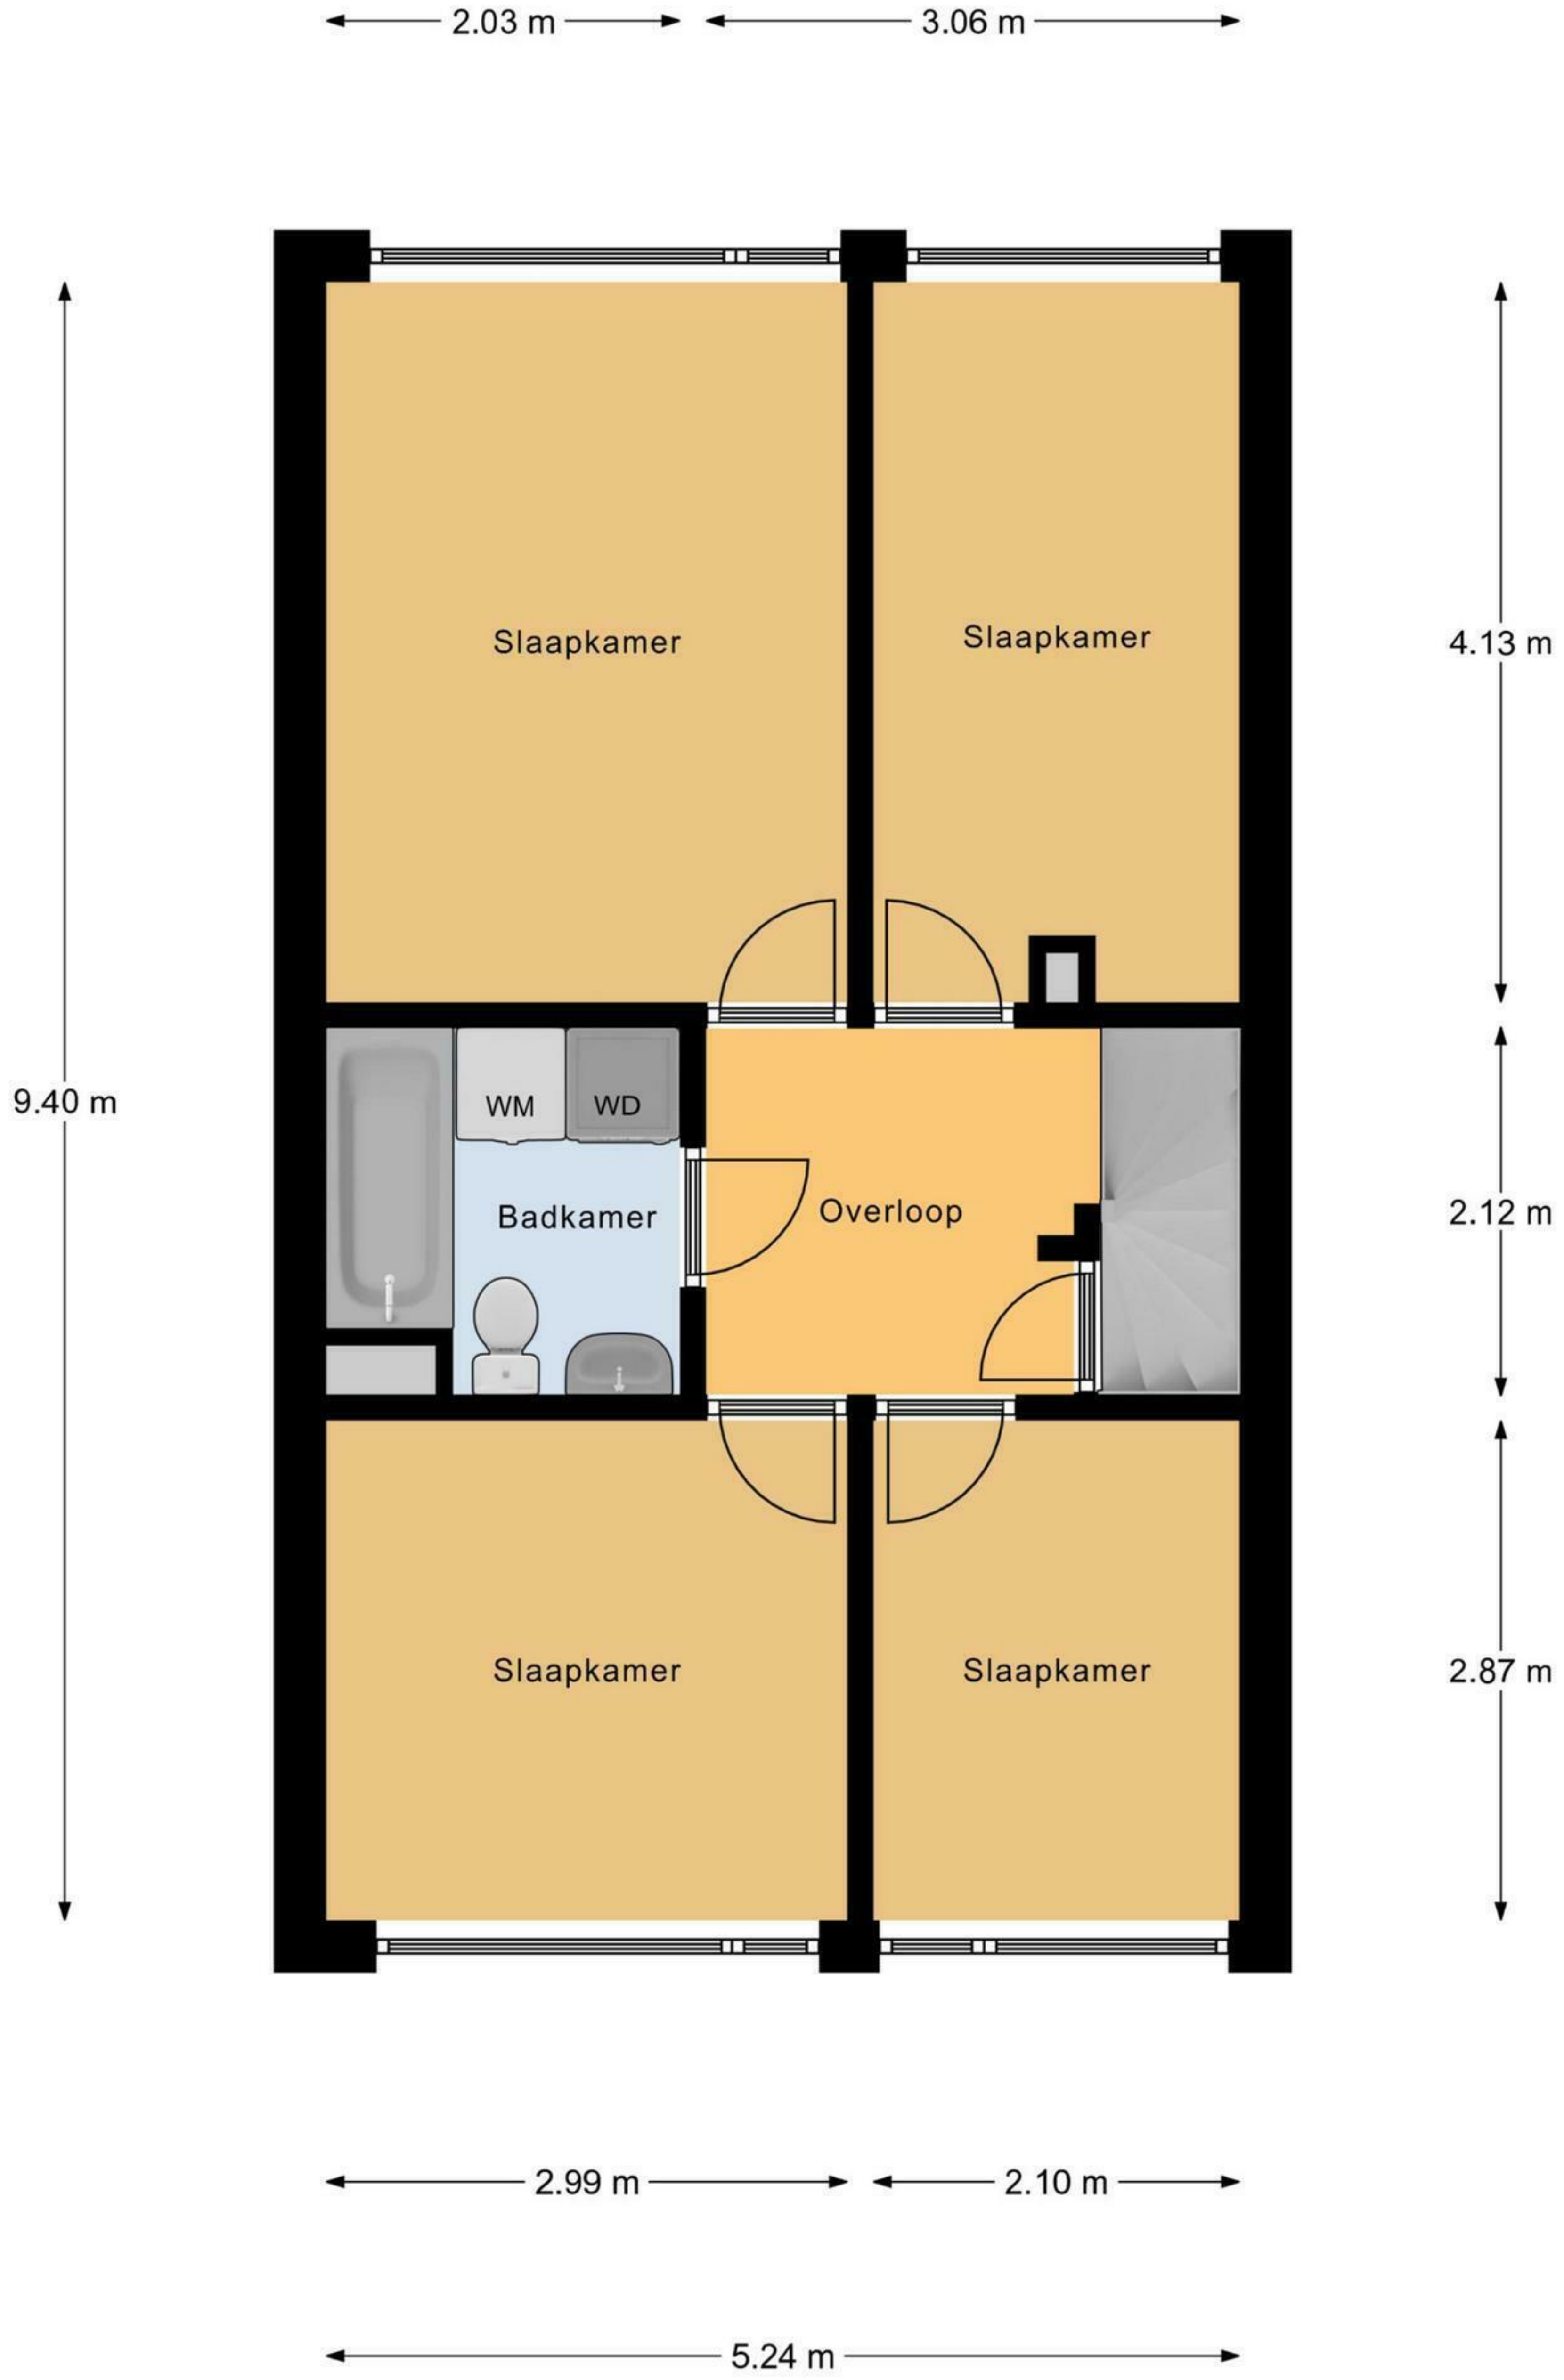 2.03 m
3.06 m
Slaapkamer
Slaapkamer
4.13 m
9.40 m
WM
WD
Badkamer
Overloop
2.12 m
Slaapkamer
Slaapkamer
2.87 m
2.99 m
2.10 m
5.24 m